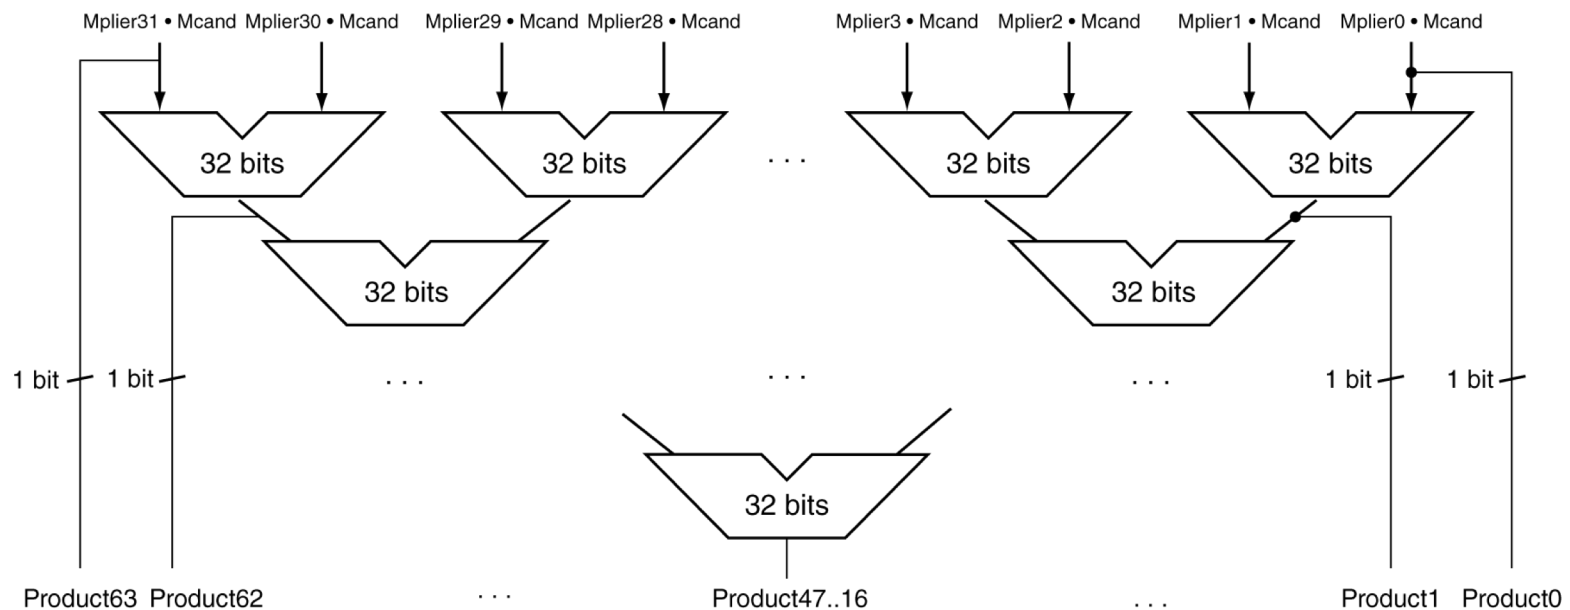 Mplier31 • Mcand Mplier30 • Mcand Mplier29 • Mcand Mplier28 • Mcand Mplier3 • Mcand Mplier2 • Mcand Mplier1 • Mcand Mplier0 • Mcand
32 bits 32 bits . . . 32 bits 32 bits
32 bits 32 bits
1 bit 1 bit . . . . . . . . . 1 bit 1 bit
32 bits
Product63 Product62 . . . Product47..16 . . . Product1 Product0